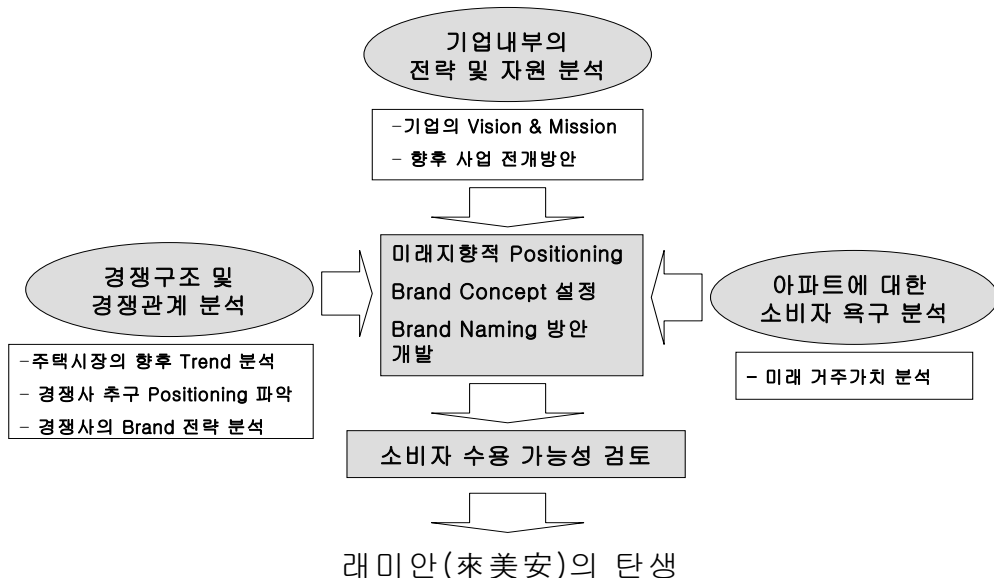 기업내부의
전략 및 자원 분석
-기업의 Vision & Mission
- 향후 사업 전개방안
경쟁구조 및
경쟁관계 분석
-주택시장의 향후 Trend 분석
- 경쟁사 추구 Positioning 파악
- 경쟁사의 Brand 전략 분석
미래지향적 Positioning
Brand Concept 설정
Brand Naming 방안
개발
아파트에 대한
소비자 욕구 분석
- 미래 거주가치 분석
소비자 수용 가능성 검토
래미안(來美安)의 탄생